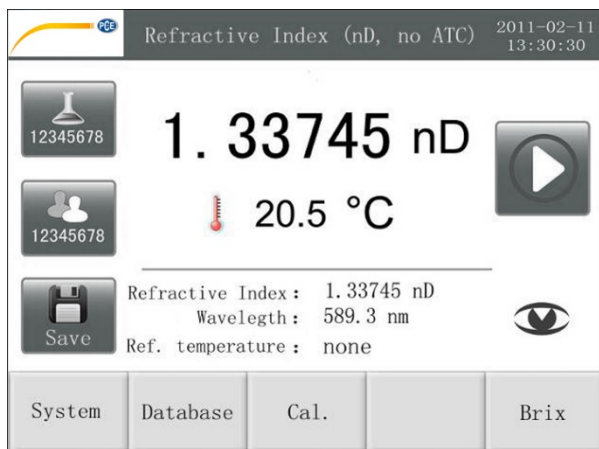 PCE
Refractive Index (nD, no ATC)
2011-02-11
13:30:30
12345678
1.33745 nD
12345678
20.5 °C
Save
Refractive Index: 1.33745 nD
Wavelegth: 589.3 nm
Ref. temperature: none
System
Database
Cal.
Brix